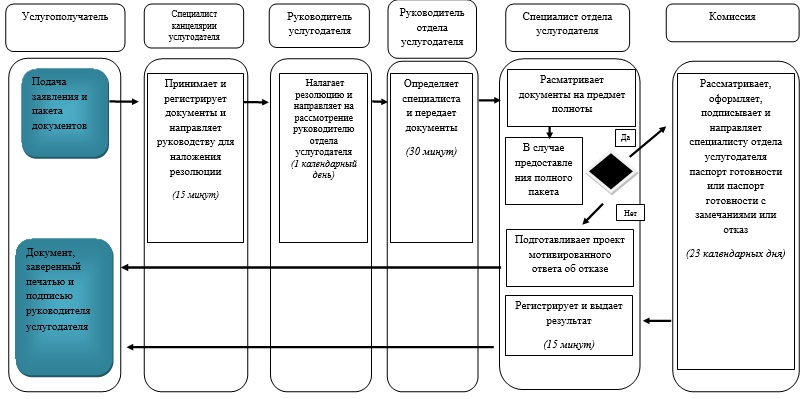 Услугополучатель
Специалист
канцелярии
услугодателя
Руководитель
услугодателя
Руководитель
отдела
услугодателя
Специалист отдела
услугодателя
Комиссия
Подача
заявления и
пакета
документов
Принимает и
регистрирует
документы и
направляет
руководству для
наложения
резолюции
(15 минут)
Налагает
резолюцию и
направляет на
рассмотрение
руководителю
отдела
услугодателя
(1 календарный
день)
Определяет
специалиста
и передает
документы
(30 минут)
Расматривает
документы на предмет
полноты
В случае
предоставле
ния полного
пакета
Да
Нет
Подготавливает проект
мотивированного
ответа об отказе
Регистрирует и выдает
результат
(15 минут)
Рассматривает,
оформляет,
подписывает и
направляет
специалисту отдела
услугодателя
паспорт готовности
или паспорт
готовности с
замечаниями или
отказ
(23 календарных дня)
Документ,
заверенный
печатью и
подписью
руководителя
услугодателя